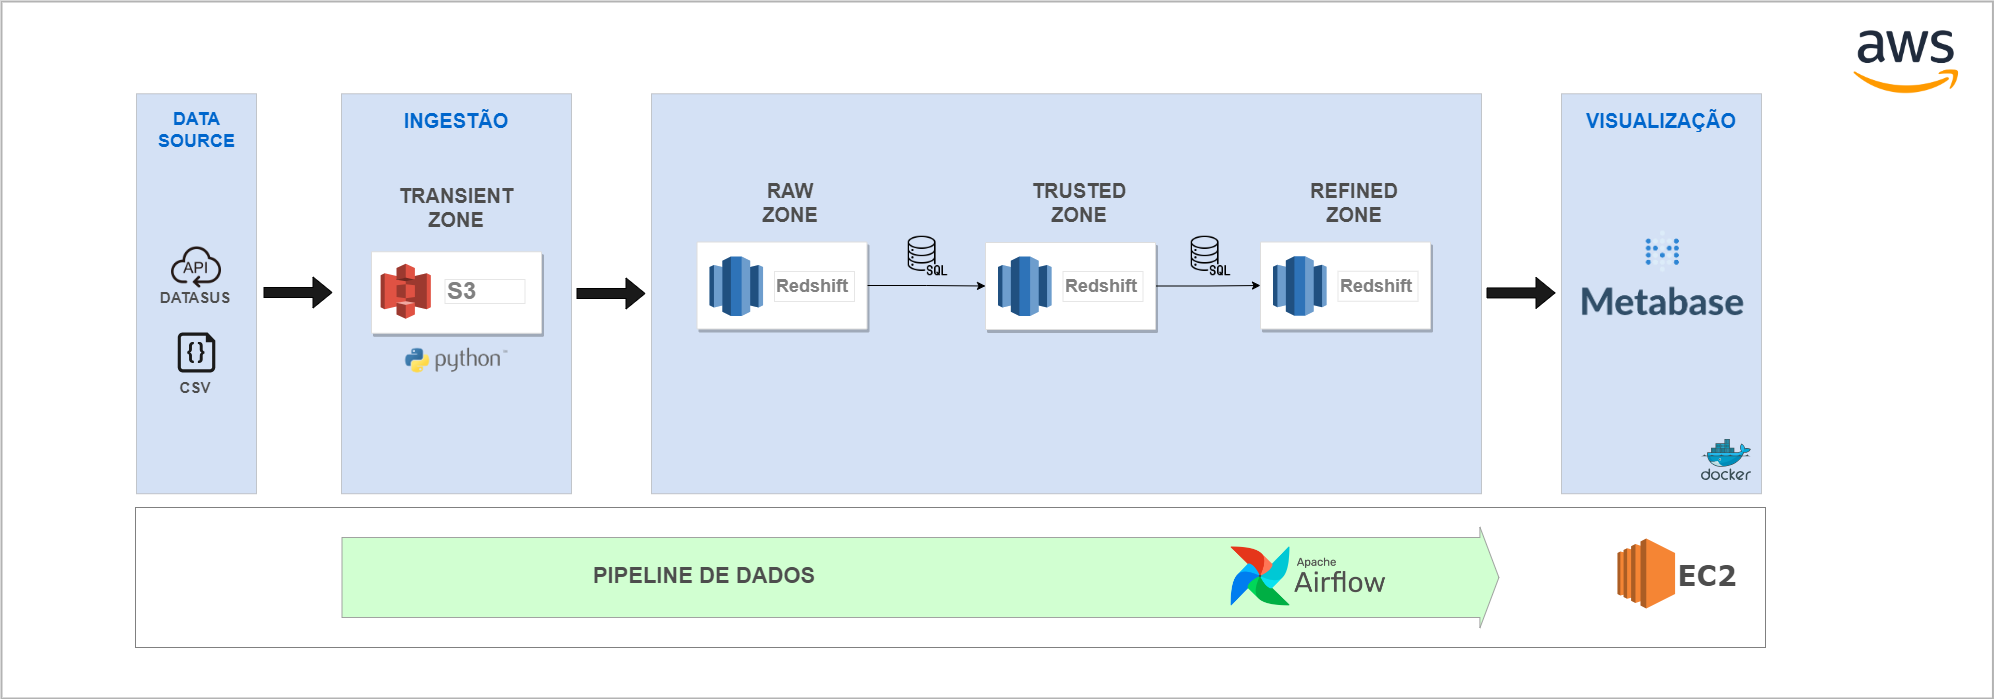 aws
DATA
SOURCE
API
DATASUS
{}
CSV
INGESTÃO
TRANSIENT
ZONE
S3
python™
RAW
ZONE
Redshift
SQL
TRUSTED
ZONE
Redshift
SQL
REFINED
ZONE
Redshift
VISUALIZAÇÃO
Metabase
docker
PIPELINE DE DADOS
Apache
Airflow
EC2